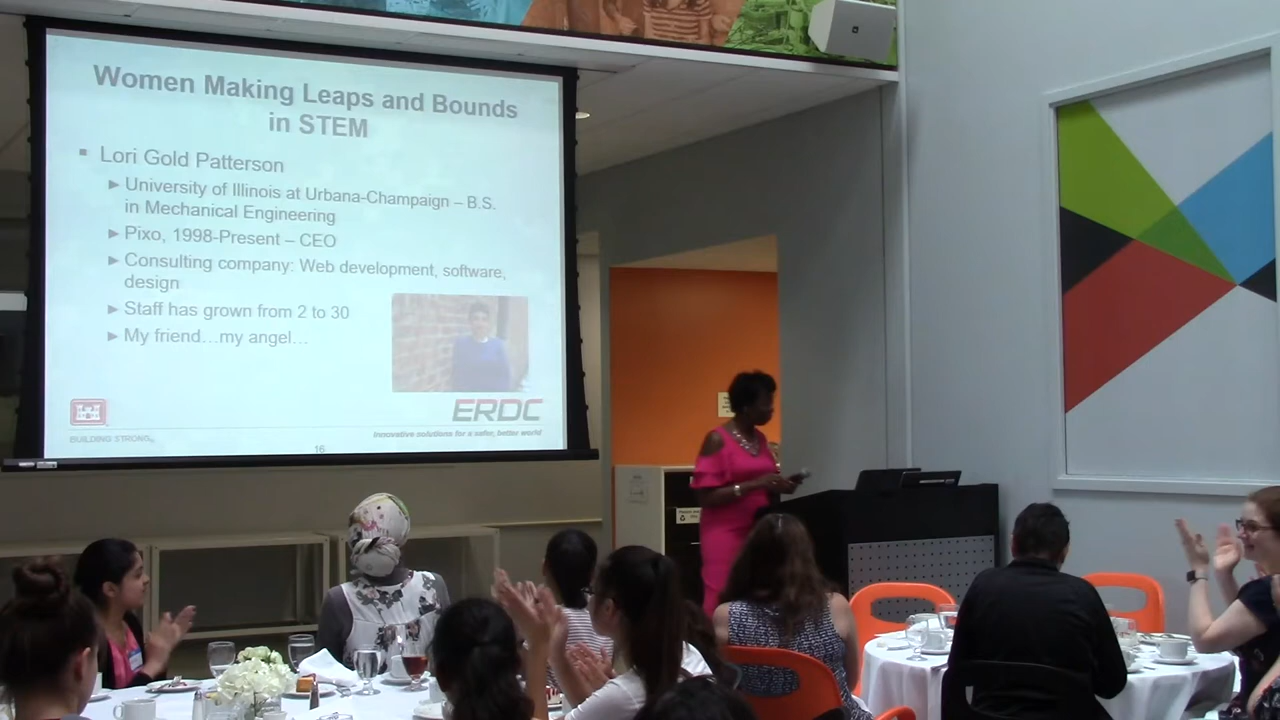 Women Making Leaps and Bounds
in STEM
▪ Lori Gold Patterson
► University of Illinois at Urbana-Champaign – B.S.
in Mechanical Engineering
► Pixo, 1998-Present – CEO
► Consulting company: Web development, software,
design
► Staff has grown from 2 to 30
► My friend…my angel…
ERDC
BUILDING STRONG®
Innovative solutions for a safer, better world
16